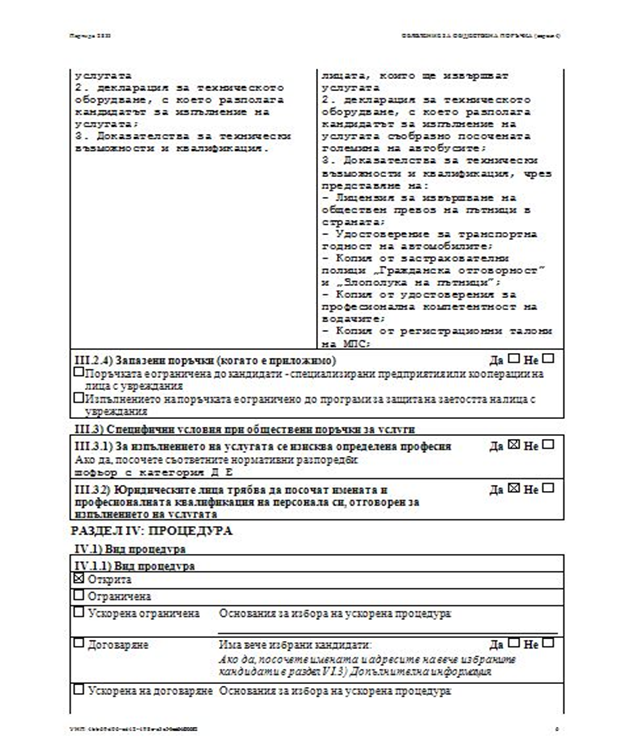 ОБЯВЛЕНИЕ ЗА ОБЩЕСТВЕНА ПОРЪЧКА
услугата
2. декларация за техническото
оборудване, с което разполага
кандидатът за изпълнение на
услугата;
3. Доказателства за технически
възможности и квалификация.
лицата, които ще извършват
услугата
2. декларация за техническото
оборудване, с което разполага
кандидатът за изпълнение на
услугата съобразно посочената
големина на автобусите;
3. Доказателства за технически
възможности и квалификация, чрез
представяне на:
- Лицензия за извършване на
обществен превоз на пътници в
страната;
- Удостоверение за транспортна
годност на автомобилите;
- Копия от застрахователни
полици „Гражданска отговорност"
и „Злополука на пътници";
- Копия от удостоверения за
професионална компетентност на
водачите;
- Копия от регистрационни талони
на МПС;
III.2.4) Запазени поръчки (когато е приложимо) Да ☐ Не ☐
☐ Поръчката е ограничена до кандидати - специализирани предприятия или кооперации на
лица с увреждания
☐ Изпълнението на поръчката е ограничено до програми за защитана заетост на лица с
увреждания
III.3) Специфични условия при обществени поръчки за услуги
III.3.1) За изпълнението на услугата се изисква определена професия Да ☒ Не ☐
Ако да, посочете съответните нормативни разпоредби:
шофьор с категория Д Е
III.3.2) Юридическите лица трябва да посочат имената и Да ☒ Не ☐
професионалната квалификация на персонала си, отговорен за
изпълнението на услугата
РАЗДЕЛ IV: ПРОЦЕДУРА
IV.1) Вид процедура
IV.1.1) Вид процедура
☒ Открита
☐ Ограничена
☐ Ускорена ограничена Основания за избора на ускорена процедура:
☐ Договаряне Има вече избрани кандидати: Да ☐ Не ☐
Ако да, посочете имената и адресите на вече избраните
кандидати в раздел VI.3) Допълнителна информация
☐ Ускорена на договаряне Основания за избора на ускорена процедура:
УНП: